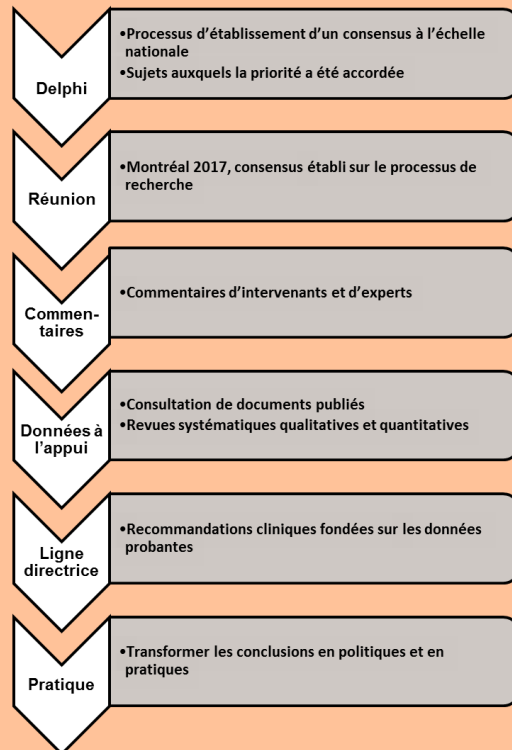 Delphi
•Processus d'établissement d'un consensus à l'échelle
nationale
•Sujets auxquels la priorité a été accordée
Réunion
•Montréal 2017, consensus établi sur le processus de
recherche
Commen-
taires
•Commentaires d'intervenants et d'experts
Données à
l'appui
•Consultation de documents publiés
•Revues systématiques qualitatives et quantitatives
Ligne
directrice
•Recommandations cliniques fondées sur les données
probantes
Pratique
•Transformer les conclusions en politiques et en
pratiques